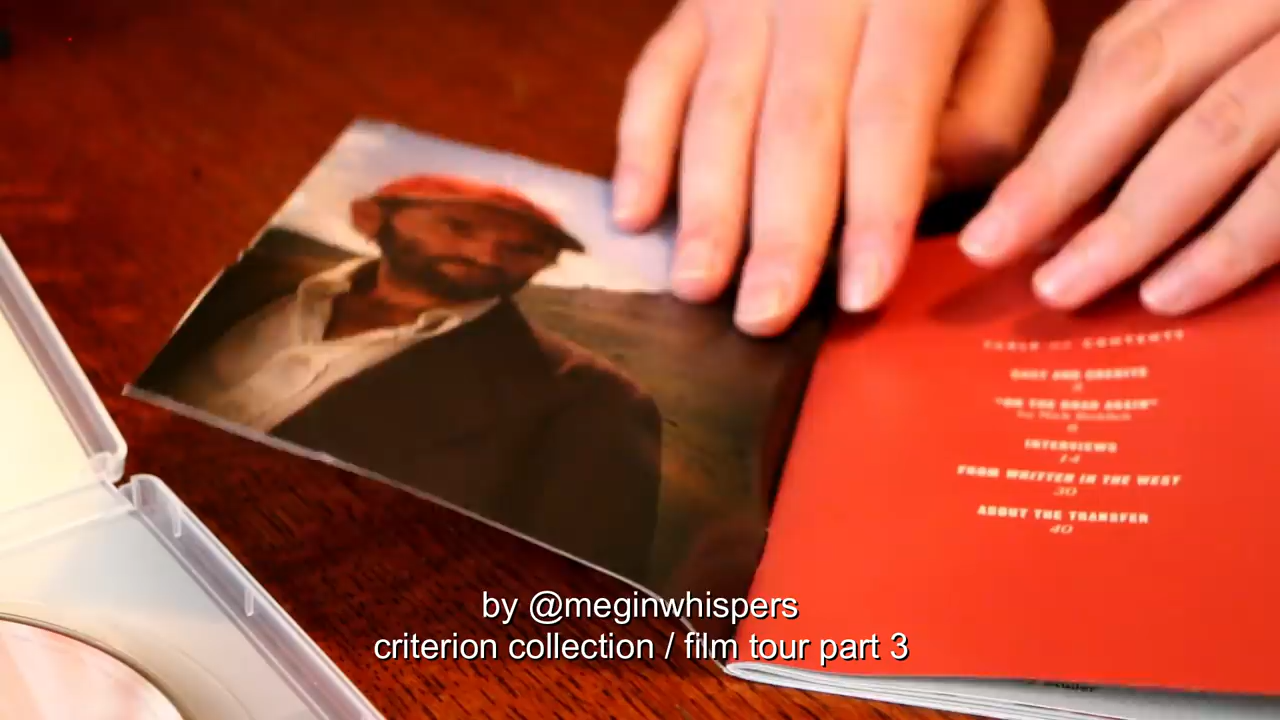 TABLE OF CONTENTS
CAST AND CREDITS
"ON THE ROAD AGAIN"
INTERVIEWS
14
FROM WRITTEN IN THE WEST
30
ABOUT THE TRANSFER
40
by @meginwhispers
criterion collection / film tour part 3